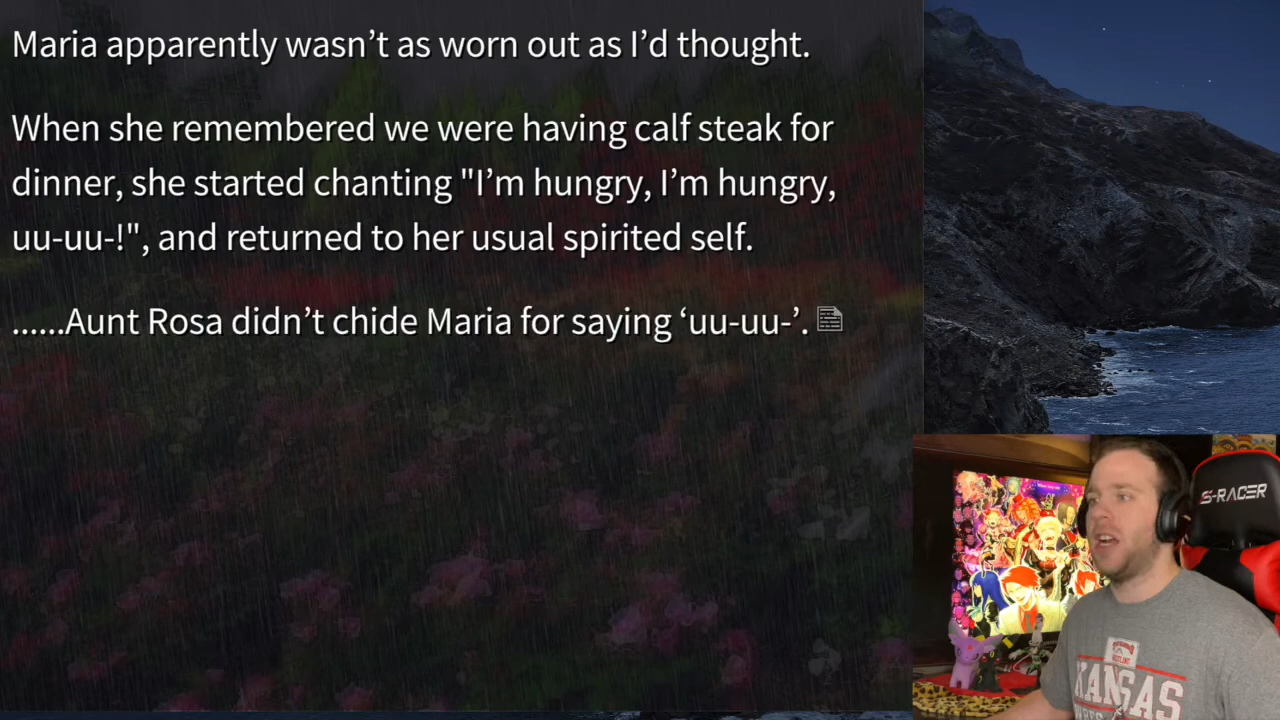 Maria apparently wasn’t as worn out as I’d thought.
When she remembered we were having calf steak for
dinner, she started chanting "I’m hungry, I’m hungry,
uu-uu-!", and returned to her usual spirited self.
......Aunt Rosa didn’t chide Maria for saying ‘uu-uu-’.
S-RACER
KANSAS